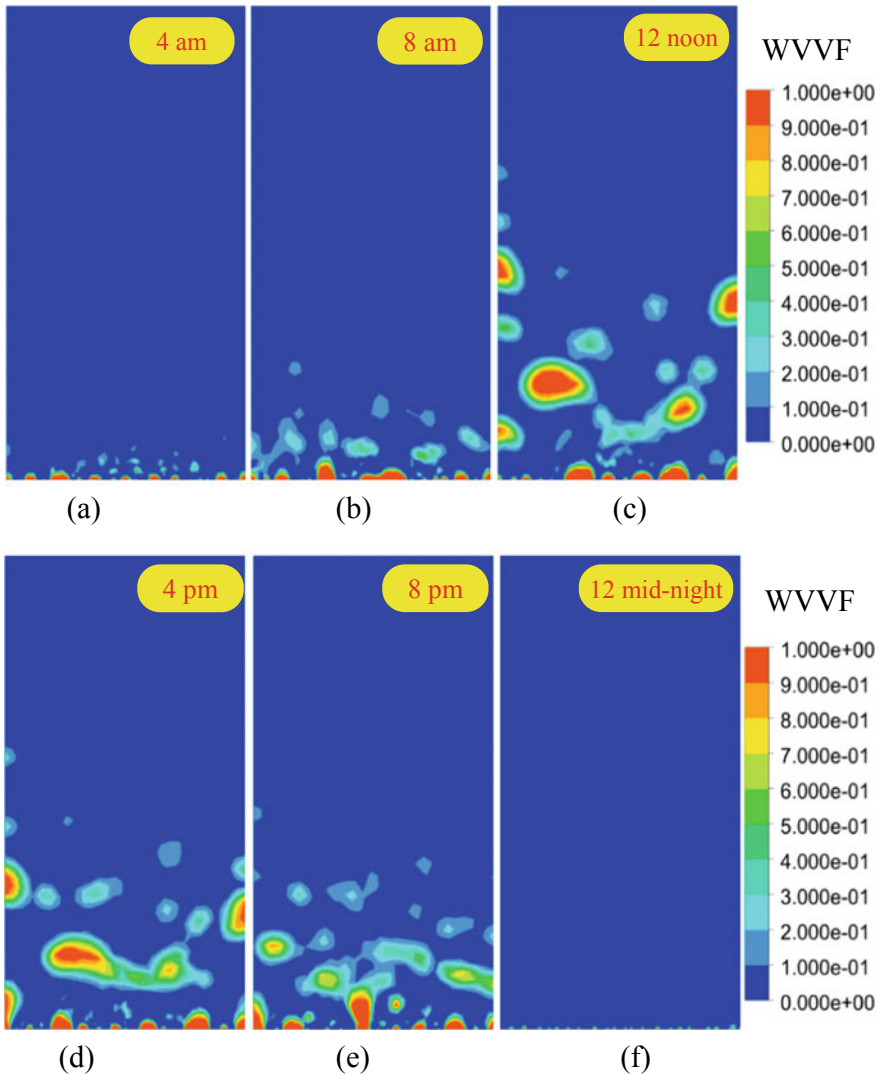 4 am
8 am
12 noon
WVVF
1.000e+00
9.000e-01
8.000e-01
7.000e-01
6.000e-01
5.000e-01
4.000e-01
3.000e-01
2.000e-01
1.000e-01
0.000e+00
(a)
(b)
(c)
4 pm
8 pm
12 mid-night
WVVF
1.000e+00
9.000e-01
8.000e-01
7.000e-01
6.000e-01
5.000e-01
4.000e-01
3.000e-01
2.000e-01
1.000e-01
0.000e+00
(d)
(e)
(f)